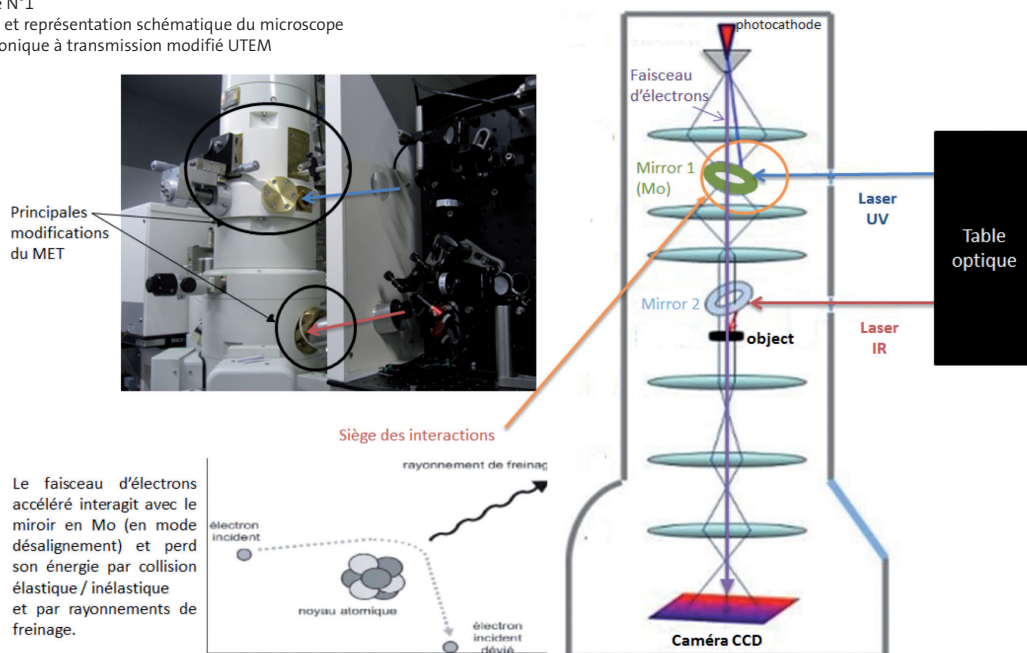 N°1
et représentation schématique du microscope
onique à transmission modifié UTEM
Principales
modifications
du MET
photocathode
Faisceau
d'électrons
Mirror 1
(Mo)
Laser
UV
Table
optique
Mirror 2
object
Laser
IR
Siège des interactions
rayonnement de freinage
Le faisceau d'électrons
accéléré interagit avec le
miroir en Mo (en mode
désalignement) et perd
son énergie par collision
élastique / inélastique
et par rayonnements de
freinage.
électron
incident
noyau atomique
électron
incident
dévié
Caméra CCD